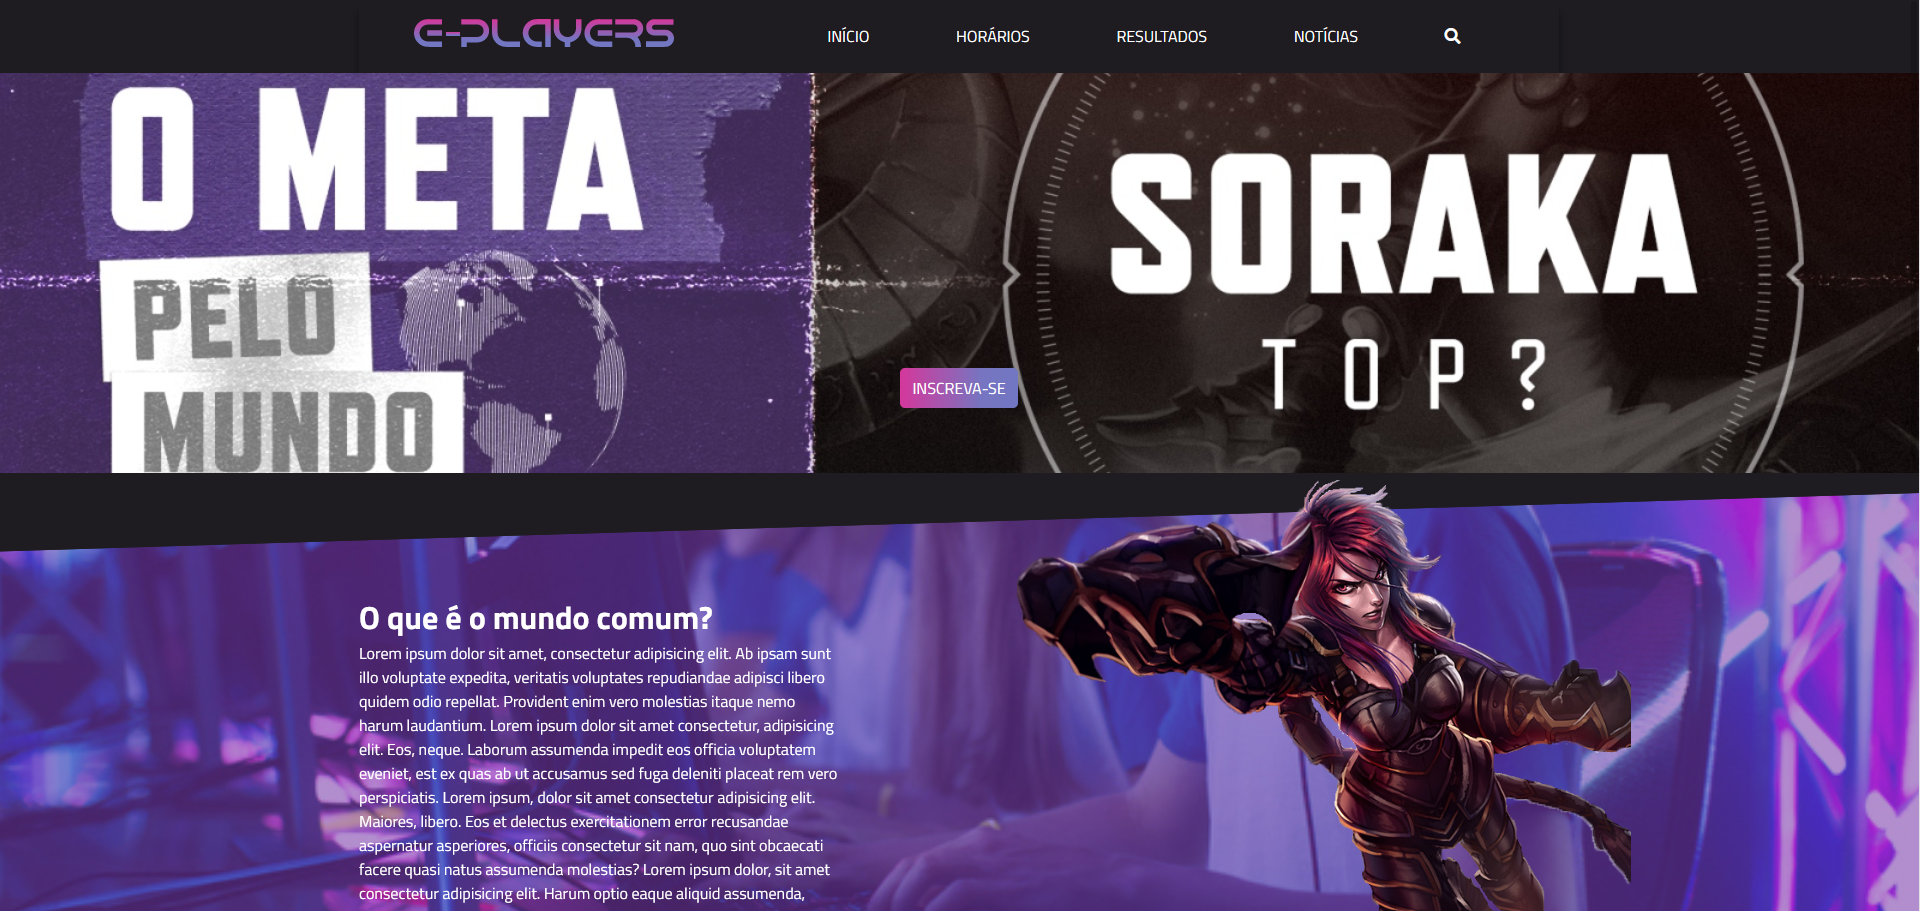 E-PLAYERS
INÍCIO
HORÁRIOS
RESULTADOS
NOTÍCIAS
O META
PELO
MUNDO
SORAKA
TOP?
INSCREVA-SE
O que é o mundo comum?
Lorem ipsum dolor sit amet, consectetur adipisicing elit. Ab ipsam sunt
illo voluptate expedita, veritatis voluptates repudiandae adipisci libero
quidem odio repellat. Provident enim vero molestias itaque nemo
harum laudantium. Lorem ipsum dolor sit amet consectetur, adipisicing
elit. Eos, neque. Laborum assumenda impedit eos officia voluptatem
eveniet, est ex quas ab ut accusamus sed fuga deleniti placeat rem vero
perspiciatis. Lorem ipsum, dolor sit amet consectetur adipisicing elit.
Maiores, libero. Eos et delectus exercitationem error recusandae
aspernatur asperiores, officiis consectetur sit nam, quo sint obcaecati
facere quasi natus assumenda molestias? Lorem ipsum dolor, sit amet
consectetur adipisicing elit. Harum optio eaque aliquid assumenda,